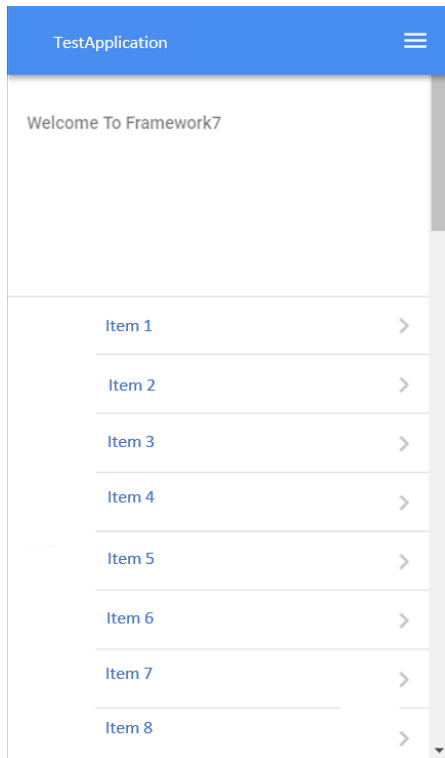 TestApplication
Welcome To Framework7
Item 1
Item 2
Item 3
Item 4
Item 5
Item 6
Item 7
Item 8